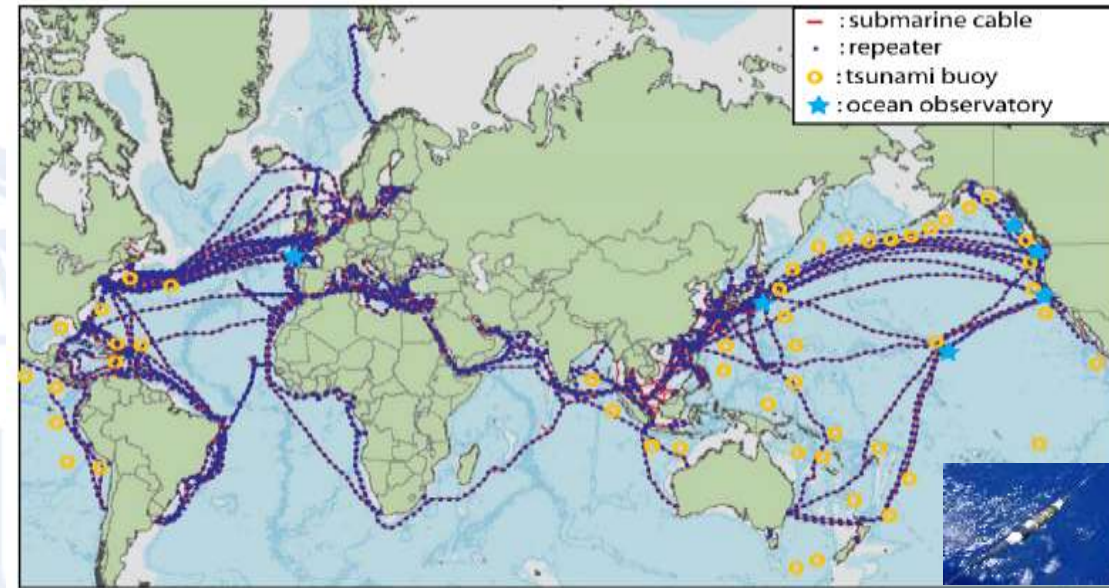 : submarine cable
: repeater
: tsunami buoy
: ocean observatory